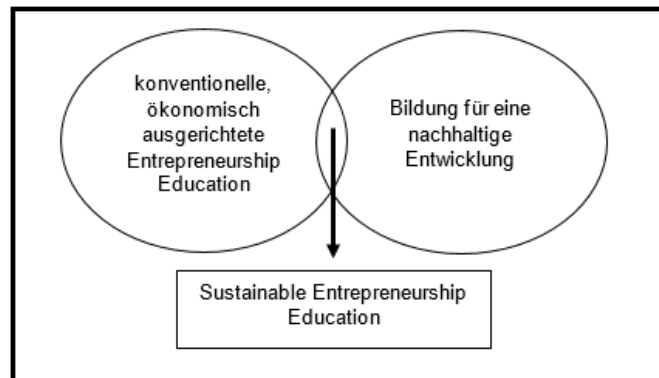 konventionelle,
ökonomisch
ausgerichtete
Entrepreneurship
Education
Bildung für eine
nachhaltige
Entwicklung
Sustainable Entrepreneurship
Education